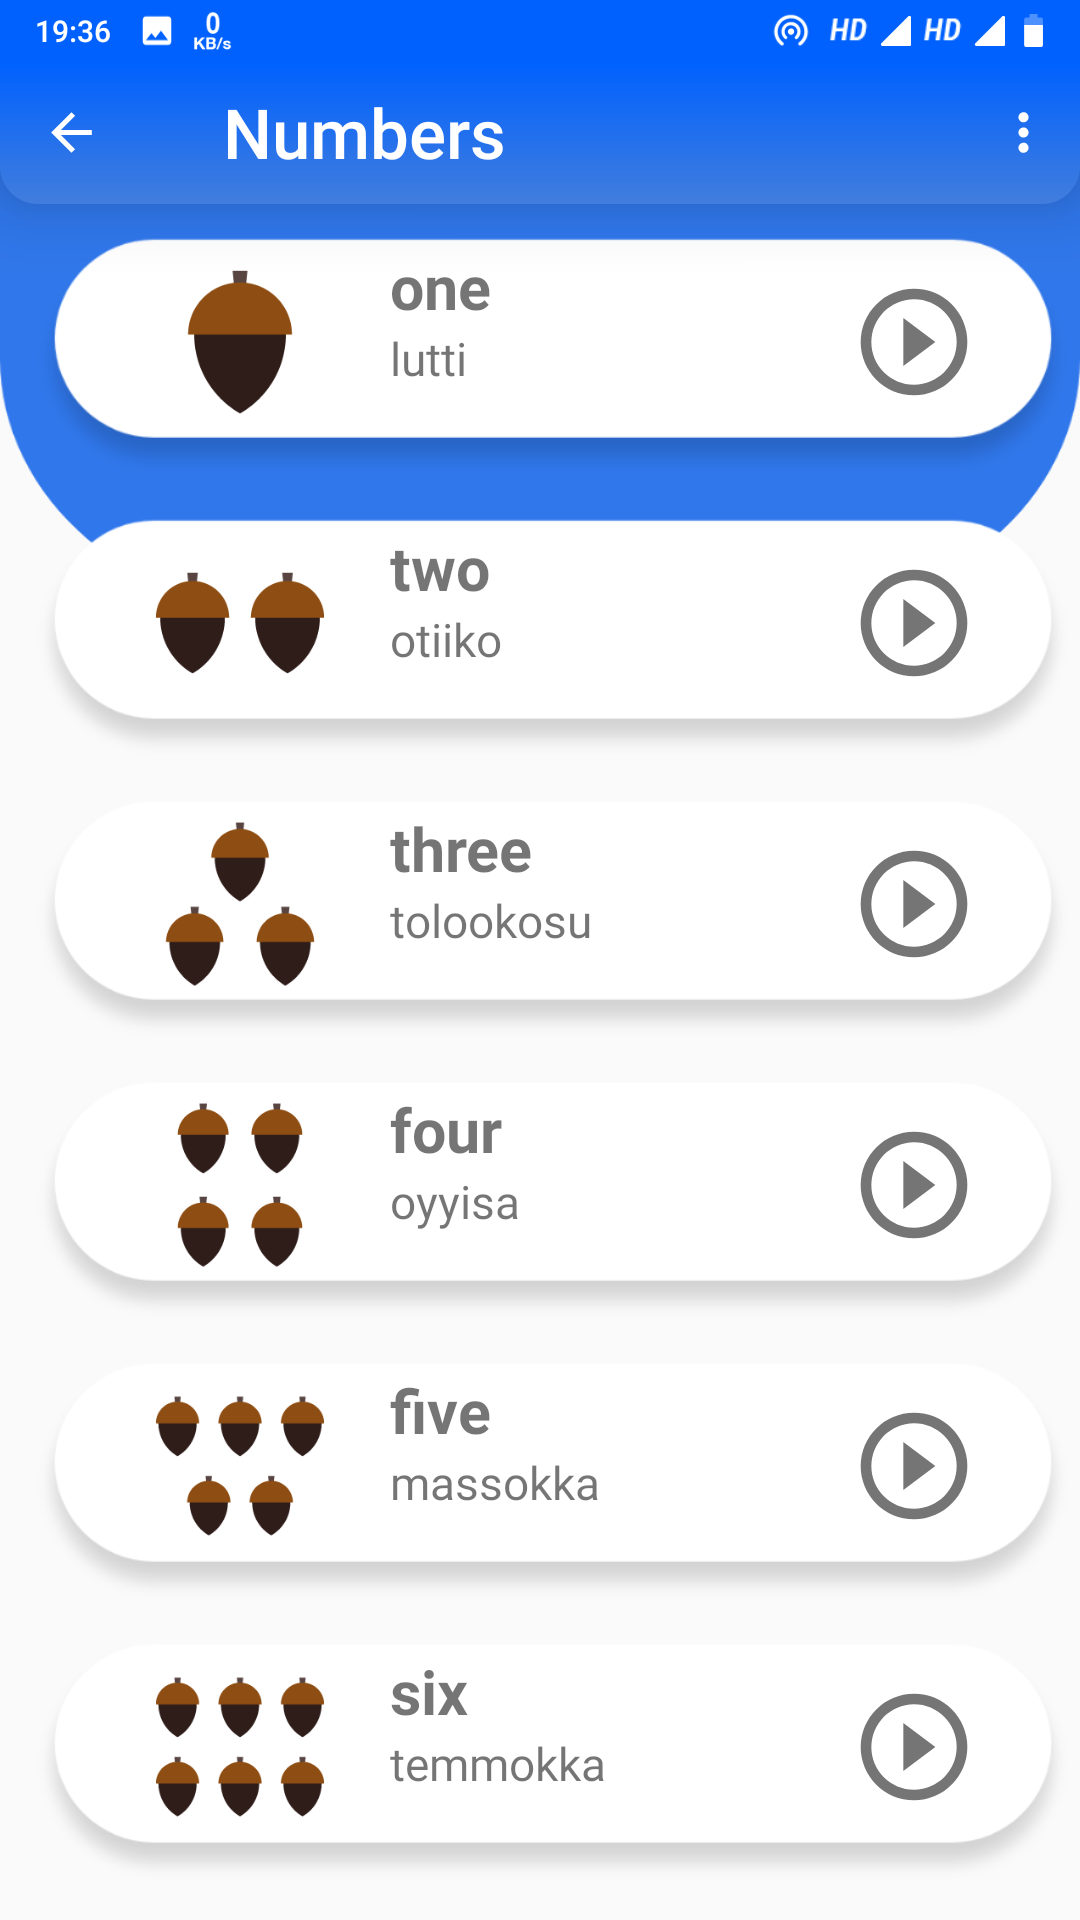 19:36 0 KB/s HD HD
Numbers
one
lutti
two
otiiko
three
tolookosu
four
oyyisa
five
massokka
six
temmokka